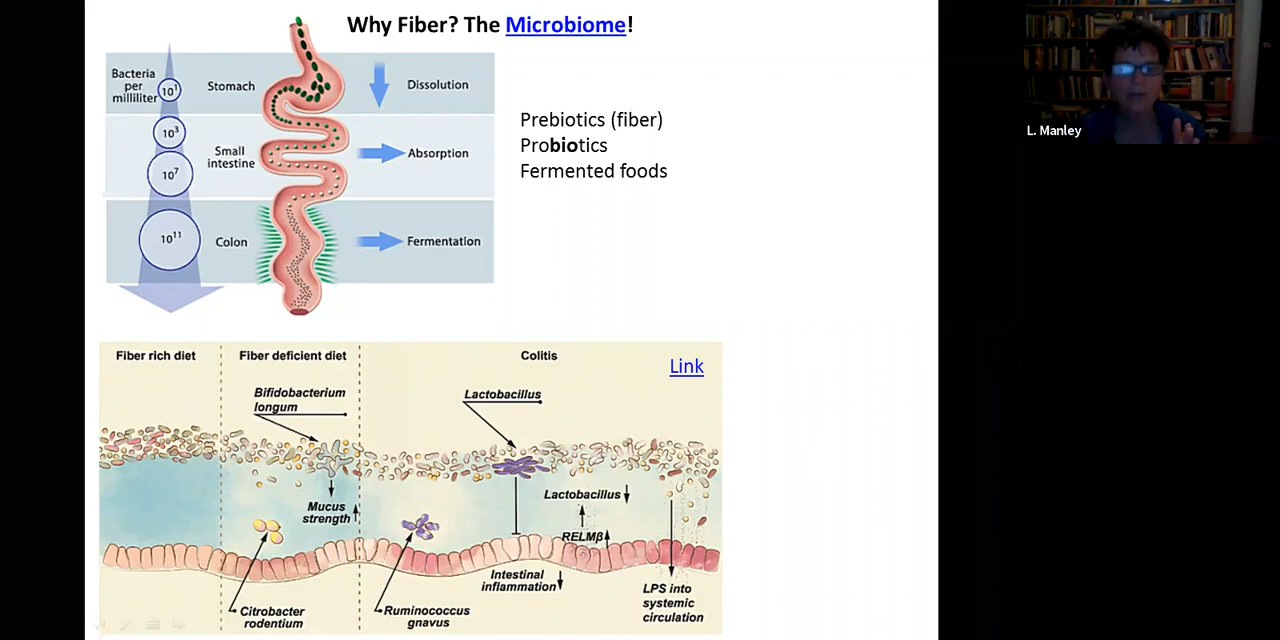 Why Fiber? The Microbiome!
Bacteria
per
milliliter
10¹
Stomach
Dissolution
10³
Small
intestine
Absorption
10⁷
10¹¹
Colon
Fermentation
Prebiotics (fiber)
Probiotics
Fermented foods
L. Manley
Fiber rich diet
Fiber deficient diet
Colitis
Link
Bifidobacterium
longum
Lactobacillus
Mucus
strength
Lactobacillus
RELMβ
Intestinal
inflammation
Citrobacter
rodentium
Ruminococcus
gnavus
LPS into
systemic
circulation